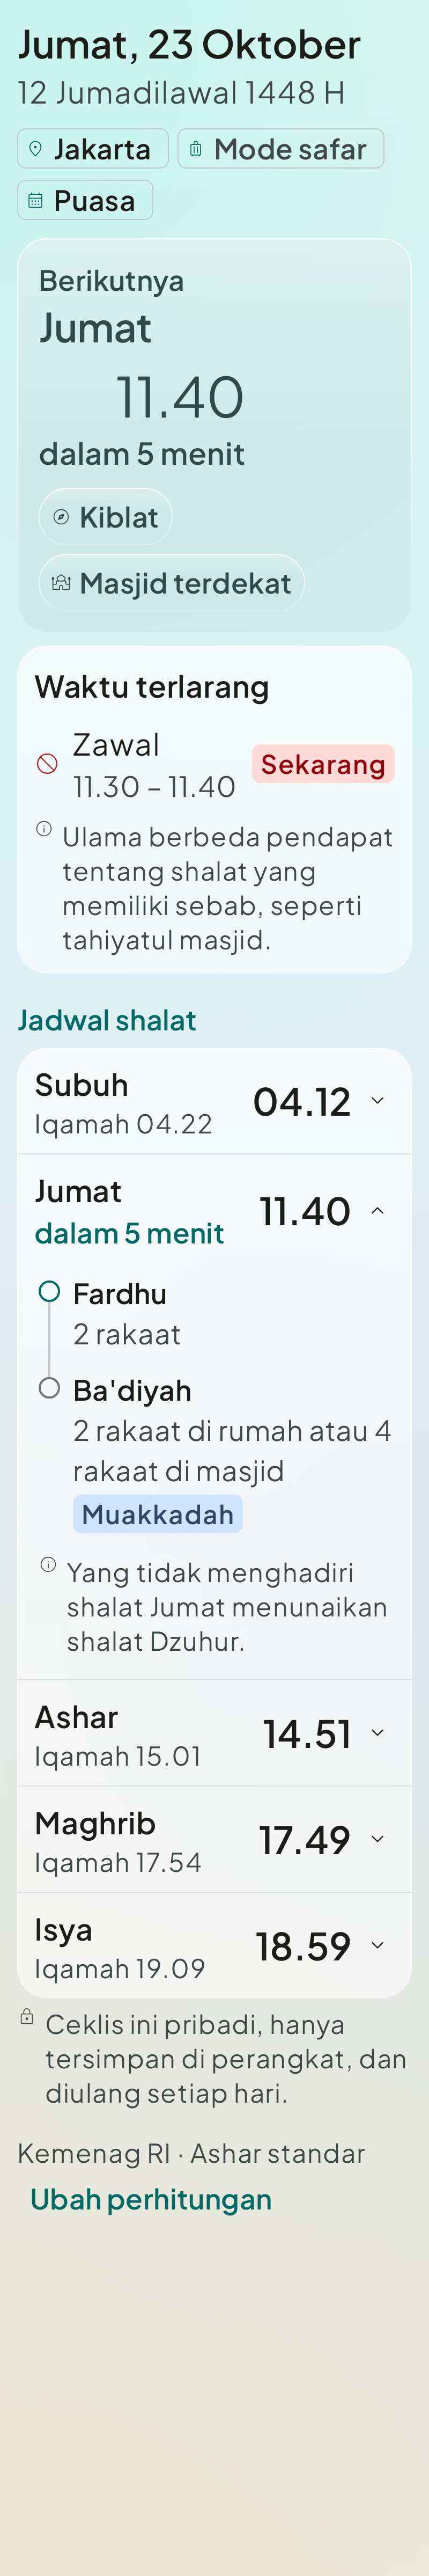 Jumat, 23 Oktober
12 Jumadilawal 1448 H
Jakarta
Mode safar
Puasa
Berikutnya
Jumat
11.40
dalam 5 menit
Kiblat
Masjid terdekat
Waktu terlarang
Zawal
11.30 – 11.40
Sekarang
Ulama berbeda pendapat
tentang shalat yang
memiliki sebab, seperti
tahiyatul masjid.
Jadwal shalat
Subuh
Iqamah 04.22
04.12
Jumat
dalam 5 menit
11.40
Fardhu
2 rakaat
Ba'diyah
2 rakaat di rumah atau 4
rakaat di masjid
Muakkadah
Yang tidak menghadiri
shalat Jumat menunaikan
shalat Dzuhur.
Ashar
Iqamah 15.01
14.51
Maghrib
Iqamah 17.54
17.49
Isya
Iqamah 19.09
18.59
Ceklis ini pribadi, hanya
tersimpan di perangkat, dan
diulang setiap hari.
Kemenag RI · Ashar standar
Ubah perhitungan